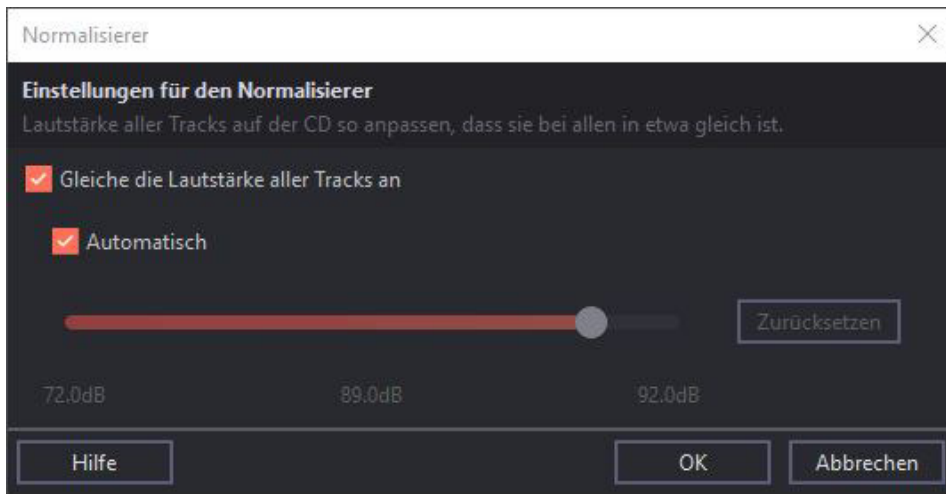 Normalisierer
Einstellungen für den Normalisierer
Lautstärke aller Tracks auf der CD so anpassen, dass sie bei allen in etwa gleich ist.
Gleiche die Lautstärke aller Tracks an
Automatisch
Zurücksetzen
72.0dB 89.0dB 92.0dB
Hilfe OK Abbrechen